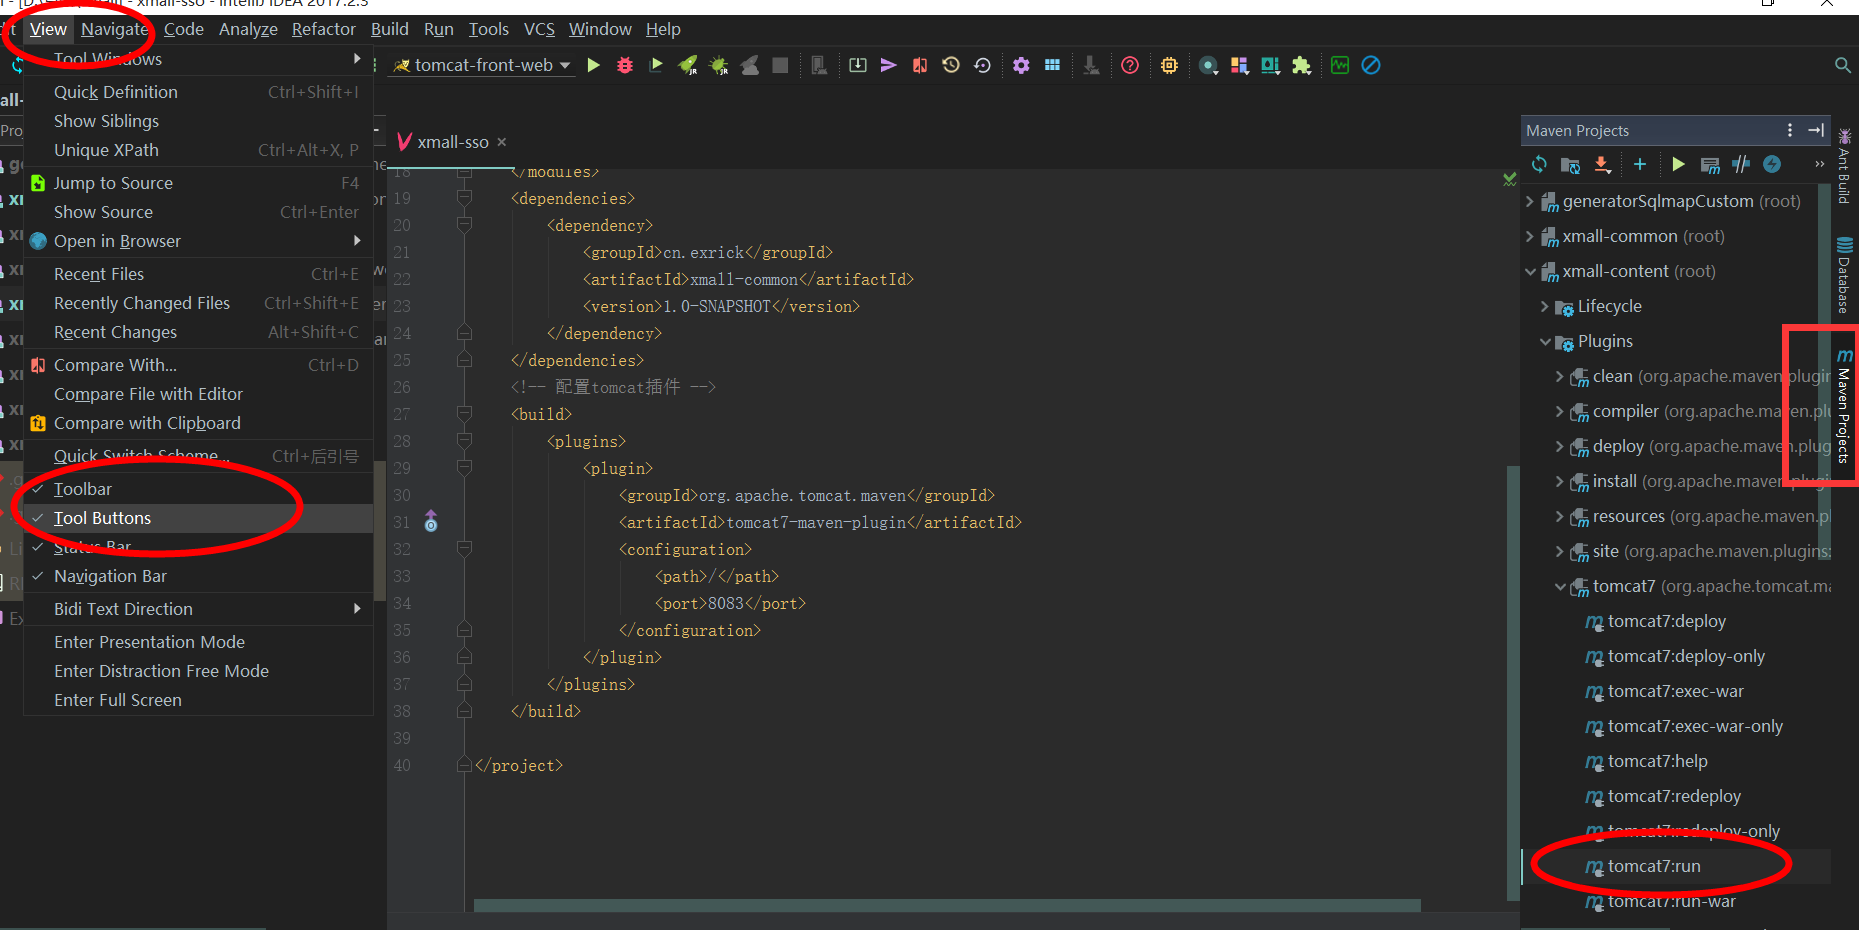 xmall-sso - IntelliJ IDEA 2017.2.5
View Navigate Code Analyze Refactor Build Run Tools VCS Window Help
tomcat-front-web
Tool Windows
Quick Definition Ctrl+Shift+I
Show Siblings
Unique XPath Ctrl+Alt+X, P
Jump to Source F4
Show Source Ctrl+Enter
Open in Browser
Recent Files Ctrl+E
Recently Changed Files Ctrl+Shift+E
Recent Changes Alt+Shift+C
Compare With... Ctrl+D
Compare File with Editor
Compare with Clipboard
Quick Switch Scheme... Ctrl+后引号
Toolbar
Tool Buttons
Status Bar
Navigation Bar
Bidi Text Direction
Enter Presentation Mode
Enter Distraction Free Mode
Enter Full Screen
xmall-sso
18 </modules>
19 <dependencies>
20 <dependency>
21 <groupId>cn.exrick</groupId>
22 <artifactId>xmall-common</artifactId>
23 <version>1.0-SNAPSHOT</version>
24 </dependency>
25 </dependencies>
26 <!-- 配置tomcat插件 -->
27 <build>
28 <plugins>
29 <plugin>
30 <groupId>org.apache.tomcat.maven</groupId>
31 <artifactId>tomcat7-maven-plugin</artifactId>
32 <configuration>
33 <path>/</path>
34 <port>8083</port>
35 </configuration>
36 </plugin>
37 </plugins>
38 </build>
39
40 </project>
Maven Projects
generatorSqlmapCustom (root)
xmall-common (root)
xmall-content (root)
Lifecycle
Plugins
clean (org.apache.maven.plugin
compiler (org.apache.maven.plu
deploy (org.apache.maven.plug
install (org.apache.maven.plugin
resources (org.apache.maven.pl
site (org.apache.maven.plugins:
tomcat7 (org.apache.tomcat.ma
tomcat7:deploy
tomcat7:deploy-only
tomcat7:exec-war
tomcat7:exec-war-only
tomcat7:help
tomcat7:redeploy
tomcat7:redeploy-only
tomcat7:run
tomcat7:run-war
Ant Build
Database
Maven Projects